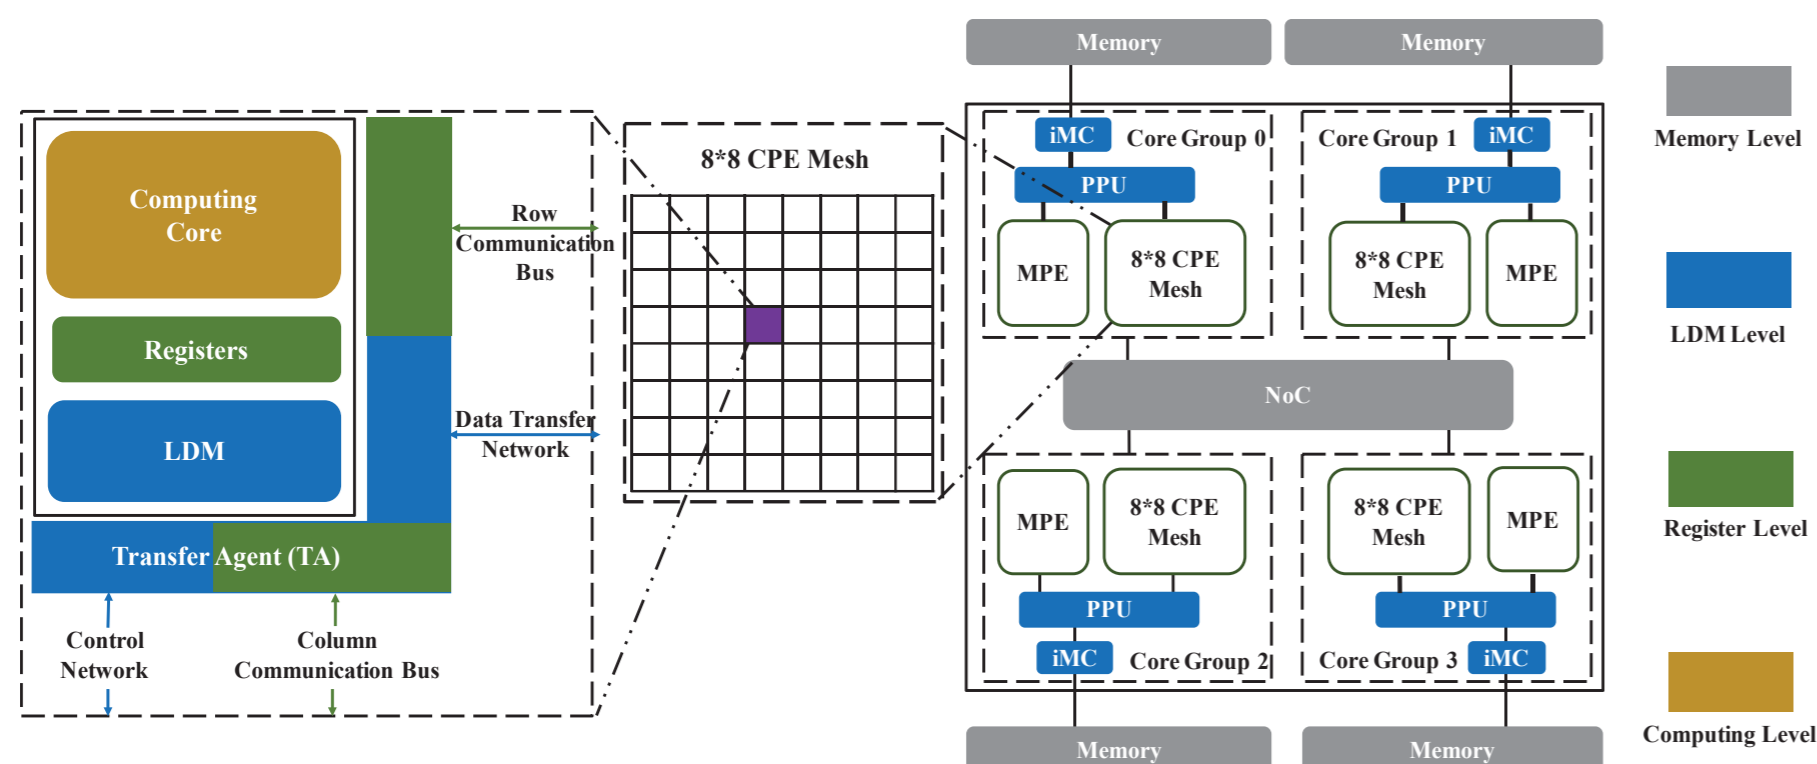 Computing
Core
Registers
LDM
Transfer Agent (TA)
Control
Network
Column
Communication Bus
Row
Communication
Bus
Data Transfer
Network
8*8 CPE Mesh
Memory
Memory
iMC
Core Group 0
PPU
MPE
8*8 CPE
Mesh
Core Group 1
iMC
PPU
8*8 CPE
Mesh
MPE
NoC
MPE
8*8 CPE
Mesh
PPU
iMC
Core Group 2
8*8 CPE
Mesh
MPE
PPU
Core Group 3
iMC
Memory
Memory
Memory Level
LDM Level
Register Level
Computing Level